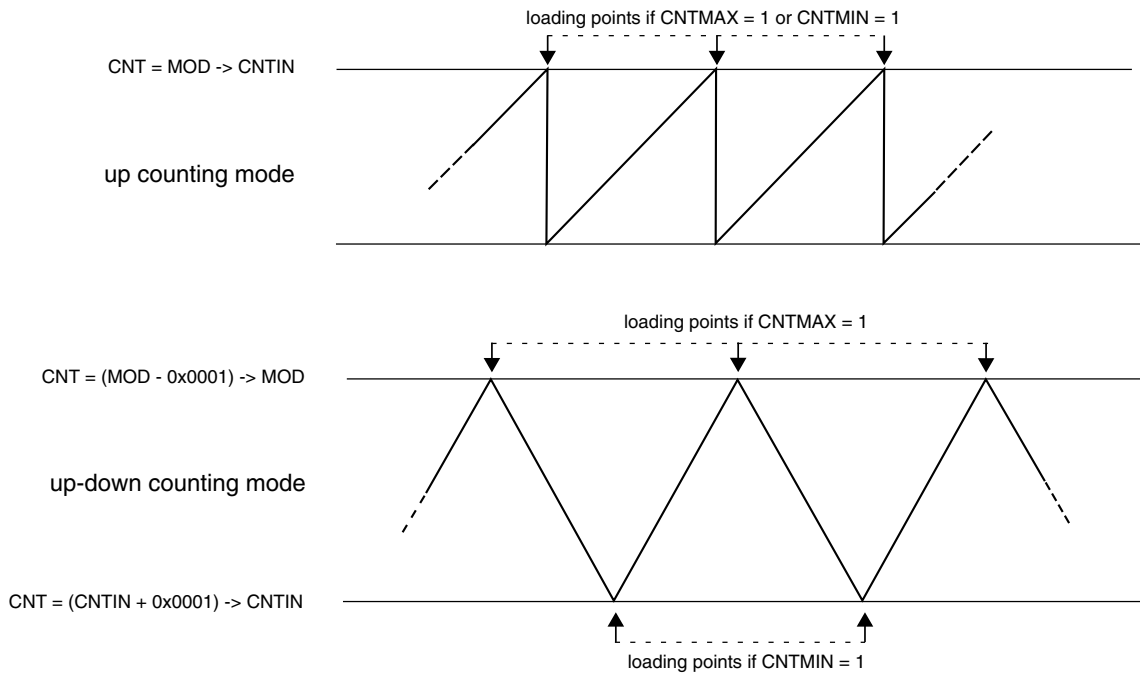 loading points if CNTMAX = 1 or CNTMIN = 1
CNT = MOD -> CNTIN
up counting mode
loading points if CNTMAX = 1
CNT = (MOD - 0x0001) -> MOD
up-down counting mode
CNT = (CNTIN + 0x0001) -> CNTIN
loading points if CNTMIN = 1